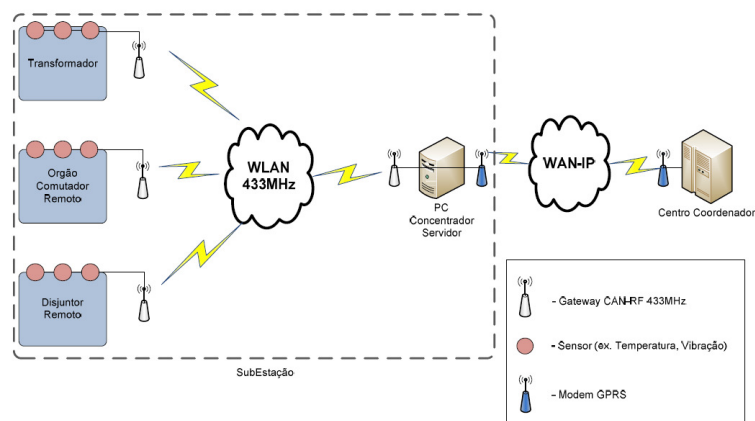 Transformador
Orgão
Comutador
Remoto
Disjuntor
Remoto
WLAN
433MHz
PC
Concentrador
Servidor
WAN-IP
Centro Coordenador
SubEstação
- Gateway CAN-RF 433MHz
- Sensor (ex. Temperatura, Vibração)
- Modem GPRS